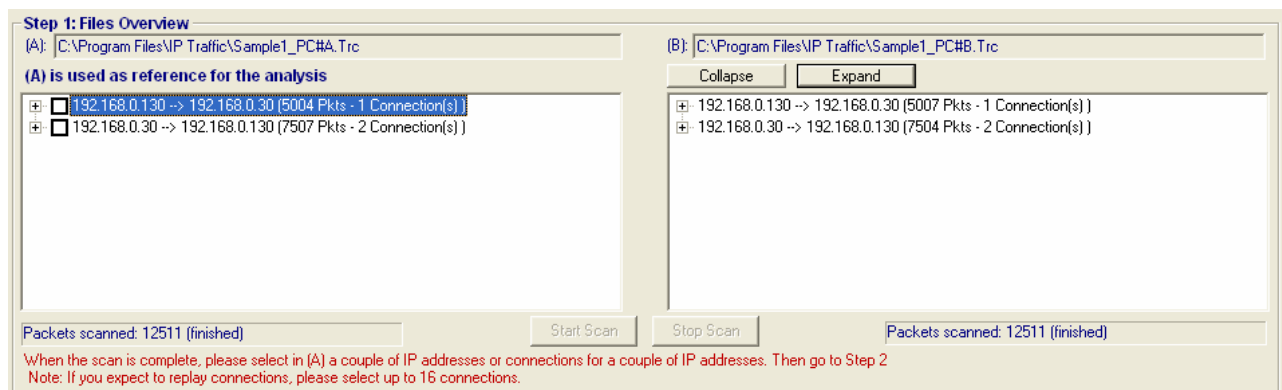 Step 1: Files Overview
(A): C:\Program Files\IP Traffic\Sample1_PC#A.Trc
(B): C:\Program Files\IP Traffic\Sample1_PC#B.Trc
(A) is used as reference for the analysis
Collapse Expand
192.168.0.130 --> 192.168.0.30 (5004 Pkts - 1 Connection(s) )
192.168.0.30 --> 192.168.0.130 (7507 Pkts - 2 Connection(s) )
192.168.0.130 --> 192.168.0.30 (5007 Pkts - 1 Connection(s) )
192.168.0.30 --> 192.168.0.130 (7504 Pkts - 2 Connection(s) )
Packets scanned: 12511 (finished)
Start Scan
Stop Scan
Packets scanned: 12511 (finished)
When the scan is complete, please select in (A) a couple of IP addresses or connections for a couple of IP addresses. Then go to Step 2
Note: If you expect to replay connections, please select up to 16 connections.